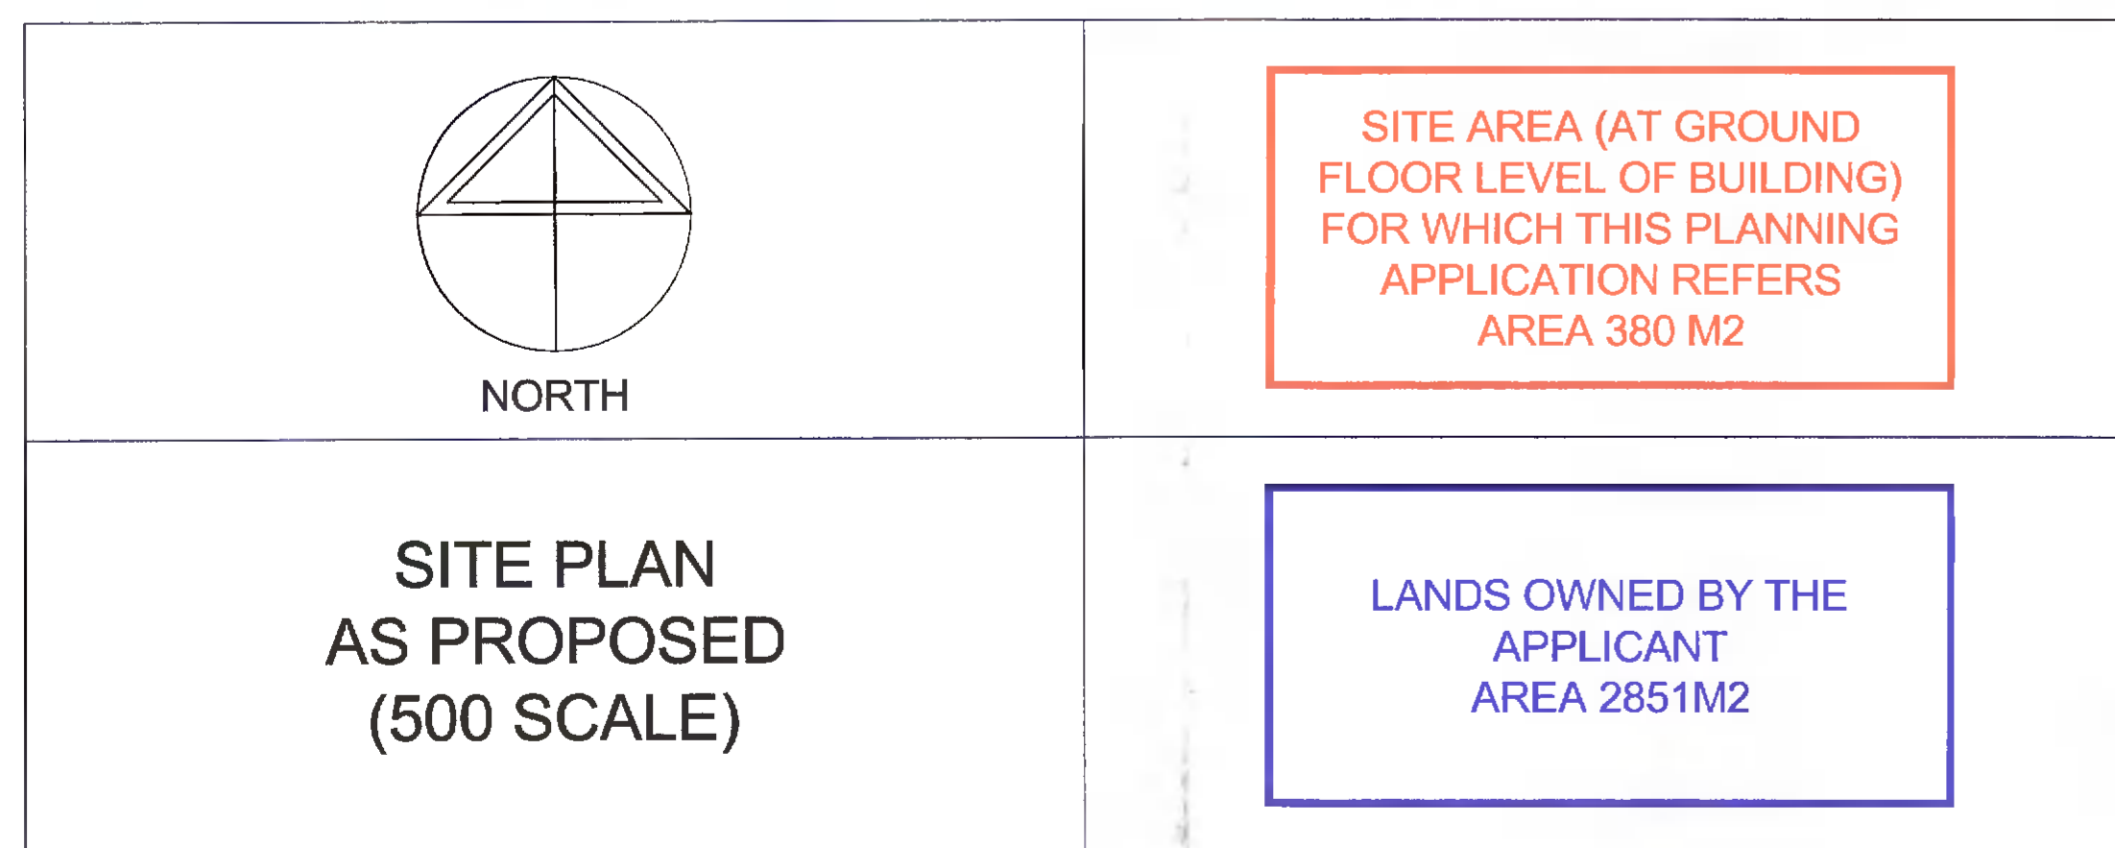 NORTH
SITE AREA (AT GROUND
FLOOR LEVEL OF BUILDING)
FOR WHICH THIS PLANNING
APPLICATION REFERS
AREA 380 M2
SITE PLAN
AS PROPOSED
(500 SCALE)
LANDS OWNED BY THE
APPLICANT
AREA 2851M2